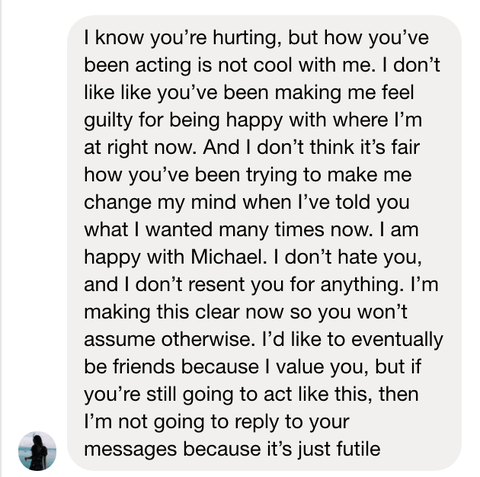 I know you’re hurting, but how you’ve
been acting is not cool with me. I don’t
like like you’ve been making me feel
guilty for being happy with where I’m
at right now. And I don’t think it’s fair
how you’ve been trying to make me
change my mind when I’ve told you
what I wanted many times now. I am
happy with Michael. I don’t hate you,
and I don’t resent you for anything. I’m
making this clear now so you won’t
assume otherwise. I’d like to eventually
be friends because I value you, but if
you’re still going to act like this, then
I’m not going to reply to your
messages because it’s just futile